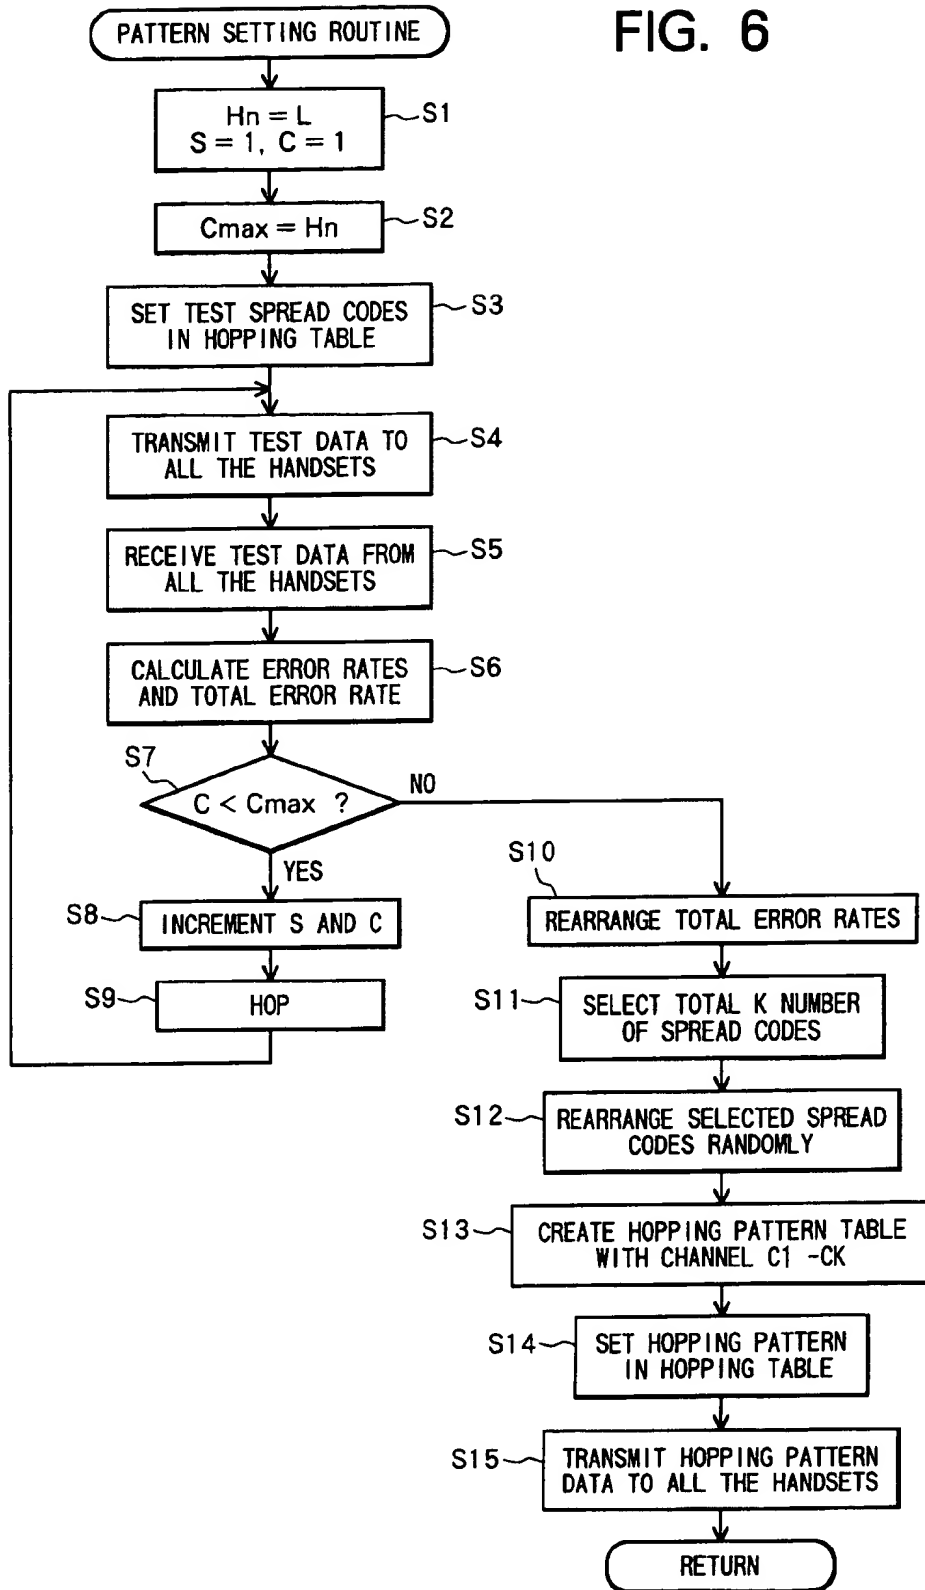 FIG. 6
PATTERN SETTING ROUTINE
Hn = L
S = 1, C = 1
S1
Cmax = Hn
S2
SET TEST SPREAD CODES
IN HOPPING TABLE
S3
TRANSMIT TEST DATA TO
ALL THE HANDSETS
S4
RECEIVE TEST DATA FROM
ALL THE HANDSETS
S5
CALCULATE ERROR RATES
AND TOTAL ERROR RATE
S6
S7
C < Cmax ?
NO
YES
S8
INCREMENT S AND C
S9
HOP
S10
REARRANGE TOTAL ERROR RATES
S11
SELECT TOTAL K NUMBER
OF SPREAD CODES
S12
REARRANGE SELECTED SPREAD
CODES RANDOMLY
S13
CREATE HOPPING PATTERN TABLE
WITH CHANNEL C1 -CK
S14
SET HOPPING PATTERN
IN HOPPING TABLE
S15
TRANSMIT HOPPING PATTERN
DATA TO ALL THE HANDSETS
RETURN